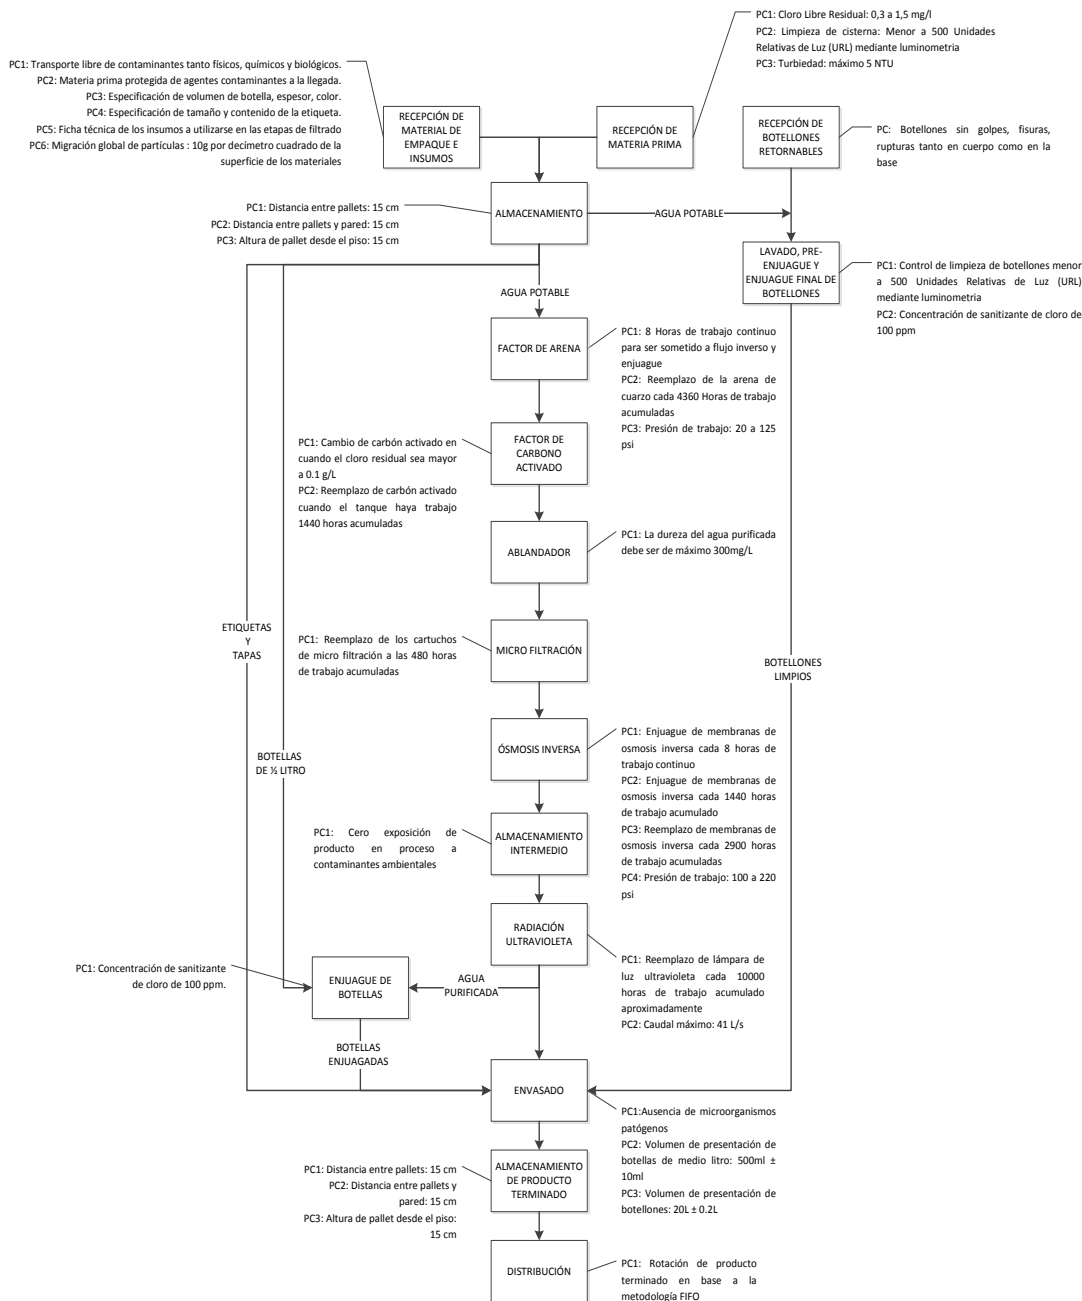 PC1: Cloro Libre Residual: 0,3 a 1,5 mg/l
PC2: Limpieza de cisterna: Menor a 500 Unidades
Relativas de Luz (URL) mediante luminometria
PC3: Turbiedad: máximo 5 NTU
PC1: Transporte libre de contaminantes tanto físicos, químicos y biológicos.
PC2: Materia prima protegida de agentes contaminantes a la llegada.
PC3: Especificación de volumen de botella, espesor, color.
PC4: Especificación de tamaño y contenido de la etiqueta.
PC5: Ficha técnica de los insumos a utilizarse en las etapas de filtrado
PC6: Migración global de partículas : 10g por decímetro cuadrado de la
superficie de los materiales
RECEPCIÓN DE
MATERIAL DE
EMPAQUE E
INSUMOS
RECEPCIÓN DE
MATERIA PRIMA
RECEPCIÓN DE
BOTELLONES
RETORNABLES
PC: Botellones sin golpes, fisuras,
rupturas tanto en cuerpo como en la
base
PC1: Distancia entre pallets: 15 cm
PC2: Distancia entre pallets y pared: 15 cm
PC3: Altura de pallet desde el piso: 15 cm
ALMACENAMIENTO
AGUA POTABLE
LAVADO, PRE-
ENJUAGUE Y
ENJUAGUE FINAL DE
BOTELLONES
PC1: Control de limpieza de botellones menor
a 500 Unidades Relativas de Luz (URL)
mediante luminometria
PC2: Concentración de sanitizante de cloro de
100 ppm
AGUA POTABLE
FACTOR DE ARENA
PC1: 8 Horas de trabajo continuo
para ser sometido a flujo inverso y
enjuague
PC2: Reemplazo de la arena de
cuarzo cada 4360 Horas de trabajo
acumuladas
PC3: Presión de trabajo: 20 a 125
psi
PC1: Cambio de carbón activado en
cuando el cloro residual sea mayor
a 0.1 g/L
PC2: Reemplazo de carbón activado
cuando el tanque haya trabajo
1440 horas acumuladas
FACTOR DE
CARBONO
ACTIVADO
ABLANDADOR
PC1: La dureza del agua purificada
debe ser de máximo 300mg/L
ETIQUETAS
Y
TAPAS
PC1: Reemplazo de los cartuchos
de micro filtración a las 480 horas
de trabajo acumuladas
MICRO FILTRACIÓN
BOTELLONES
LIMPIOS
BOTELLAS
DE ½ LITRO
ÓSMOSIS INVERSA
PC1: Enjuague de membranas de
osmosis inversa cada 8 horas de
trabajo continuo
PC2: Enjuague de membranas de
osmosis inversa cada 1440 horas
de trabajo acumulado
PC3: Reemplazo de membranas de
osmosis inversa cada 2900 horas
de trabajo acumuladas
PC4: Presión de trabajo: 100 a 220
psi
PC1: Cero exposición de
producto en proceso a
contaminantes ambientales
ALMACENAMIENTO
INTERMEDIO
RADIACIÓN
ULTRAVIOLETA
PC1: Reemplazo de lámpara de
luz ultravioleta cada 10000
horas de trabajo acumulado
aproximadamente
PC2: Caudal máximo: 41 L/s
PC1: Concentración de sanitizante
de cloro de 100 ppm.
ENJUAGUE DE
BOTELLAS
AGUA
PURIFICADA
BOTELLAS
ENJUAGADAS
ENVASADO
PC1:Ausencia de microorganismos
patógenos
PC2: Volumen de presentación de
botellas de medio litro: 500ml ±
10ml
PC3: Volumen de presentación de
botellones: 20L ± 0.2L
PC1: Distancia entre pallets: 15 cm
PC2: Distancia entre pallets y
pared: 15 cm
PC3: Altura de pallet desde el piso:
15 cm
ALMACENAMIENTO
DE PRODUCTO
TERMINADO
DISTRIBUCIÓN
PC1: Rotación de producto
terminado en base a la
metodología FIFO